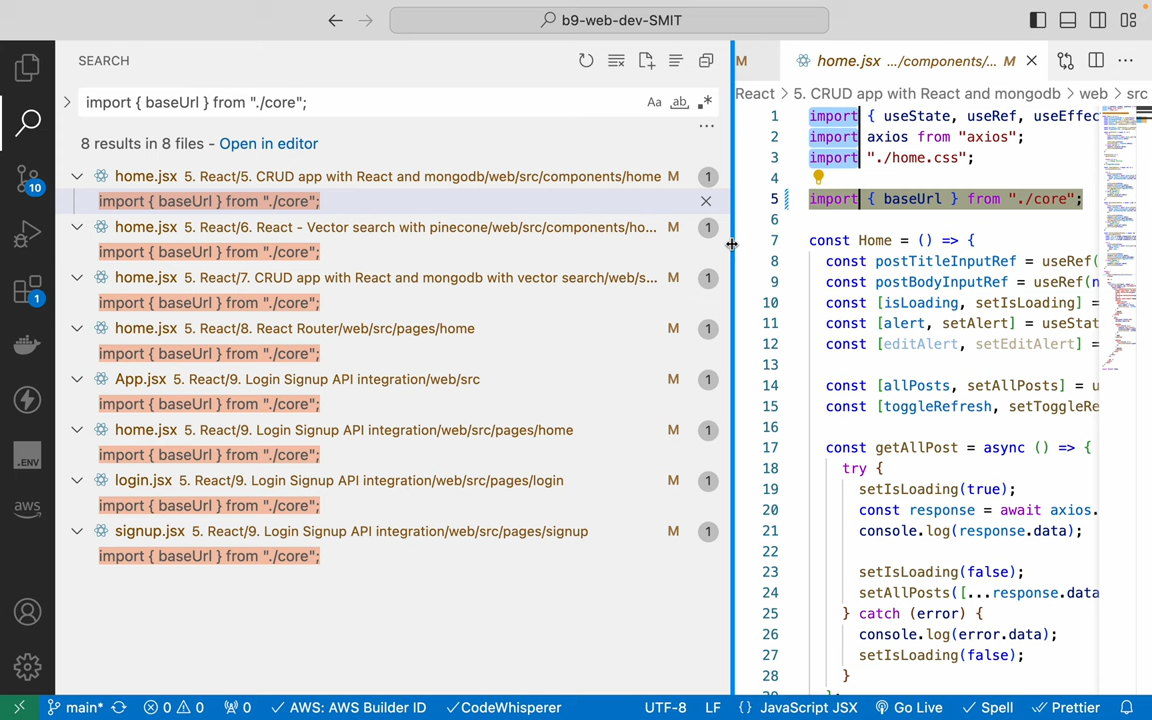 b9-web-dev-SMIT
SEARCH
import { baseUrl } from "./core";
Aa ab .*
8 results in 8 files - Open in editor
home.jsx 5. React/5. CRUD app with React and mongodb/web/src/components/home M 1
import { baseUrl } from "./core";
home.jsx 5. React/6. React - Vector search with pinecone/web/src/components/ho... M 1
import { baseUrl } from "./core";
home.jsx 5. React/7. CRUD app with React and mongodb with vector search/web/s... M 1
import { baseUrl } from "./core";
home.jsx 5. React/8. React Router/web/src/pages/home M 1
import { baseUrl } from "./core";
App.jsx 5. React/9. Login Signup API integration/web/src M 1
import { baseUrl } from "./core";
home.jsx 5. React/9. Login Signup API integration/web/src/pages/home M 1
import { baseUrl } from "./core";
login.jsx 5. React/9. Login Signup API integration/web/src/pages/login M 1
import { baseUrl } from "./core";
signup.jsx 5. React/9. Login Signup API integration/web/src/pages/signup M 1
import { baseUrl } from "./core";
10
1
.ENV
aws
M home.jsx .../components/... M
React > 5. CRUD app with React and mongodb > web > src
1 import { useState, useRef, useEffec
2 import axios from "axios";
3 import "./home.css";
4
5 import { baseUrl } from "./core";
6
7 const Home = () => {
8 const postTitleInputRef = useRef(
9 const postBodyInputRef = useRef(n
10 const [isLoading, setIsLoading] =
11 const [alert, setAlert] = useStat
12 const [editAlert, setEditAlert] =
13
14 const [allPosts, setAllPosts] = u
15 const [toggleRefresh, setToggleRe
16
17 const getAllPost = async () => {
18 try {
19 setIsLoading(true);
20 const response = await axios.
21 console.log(response.data);
22
23 setIsLoading(false);
24 setAllPosts([...response.data
25 } catch (error) {
26 console.log(error.data);
27 setIsLoading(false);
28 }
main* 0 0 0 AWS: AWS Builder ID CodeWhisperer UTF-8 LF {} JavaScript JSX Go Live Spell Prettier